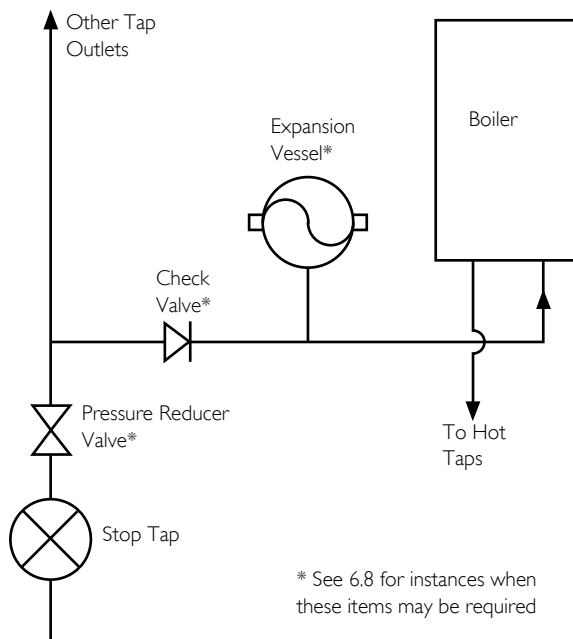 Other Tap
Outlets
Boiler
Expansion
Vessel*
Check
Valve*
Pressure Reducer
Valve*
To Hot
Taps
Stop Tap
* See 6.8 for instances when
these items may be required